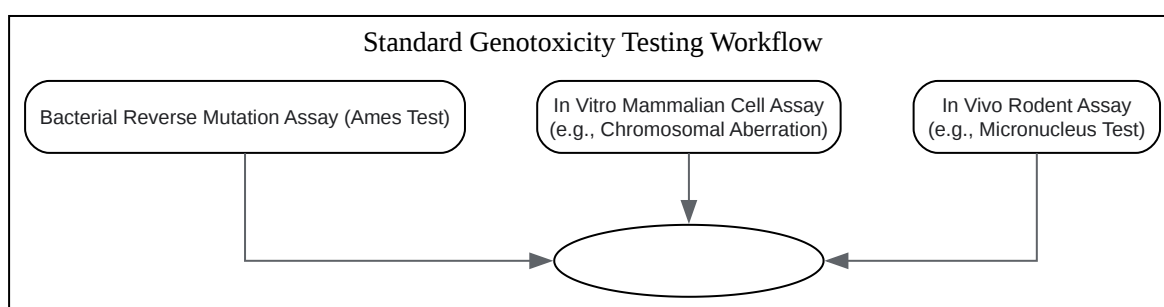 Standard Genotoxicity Testing Workflow
Bacterial Reverse Mutation Assay (Ames Test)
In Vitro Mammalian Cell Assay
(e.g., Chromosomal Aberration)
In Vivo Rodent Assay
(e.g., Micronucleus Test)